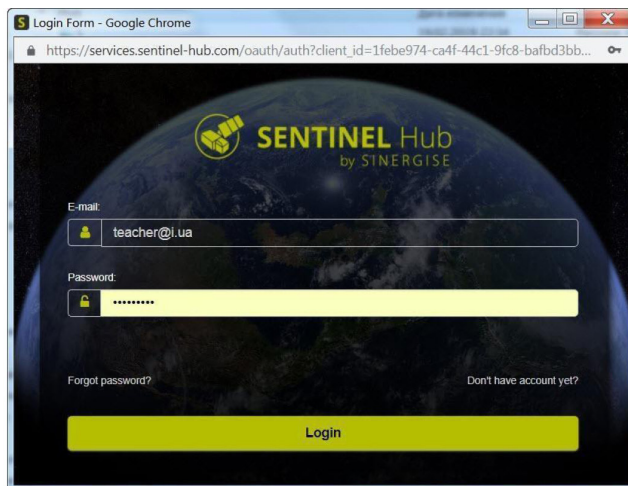 Login Form - Google Chrome
https://services.sentinel-hub.com/oauth/auth?client_id=1febe974-ca4f-44c1-9fc8-bafbd3bb...
SENTINEL Hub
by SINERGISE
E-mail:
teacher@i.ua
Password:
•••••••••
Forgot password?
Don't have account yet?
Login